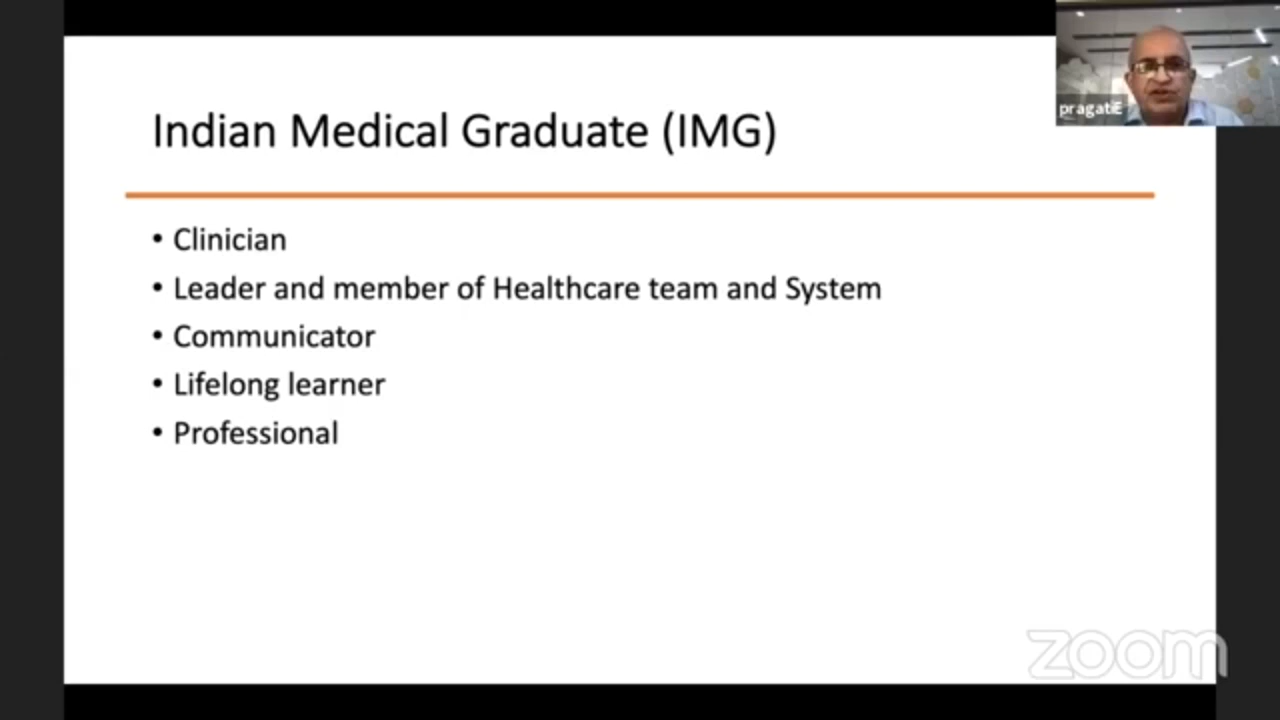 Indian Medical Graduate (IMG)
pragatiE
• Clinician
• Leader and member of Healthcare team and System
• Communicator
• Lifelong learner
• Professional
zoom